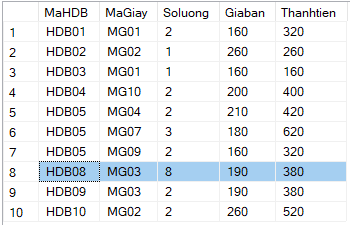 MaHDB MaGiay Soluong Giaban Thanhtien
1 HDB01 MG01 2 160 320
2 HDB02 MG02 1 260 260
3 HDB03 MG01 1 160 160
4 HDB04 MG10 2 200 400
5 HDB05 MG04 2 210 420
6 HDB05 MG07 3 180 620
7 HDB05 MG09 2 160 320
8 HDB08 MG03 8 190 380
9 HDB09 MG03 2 190 380
10 HDB10 MG02 2 260 520